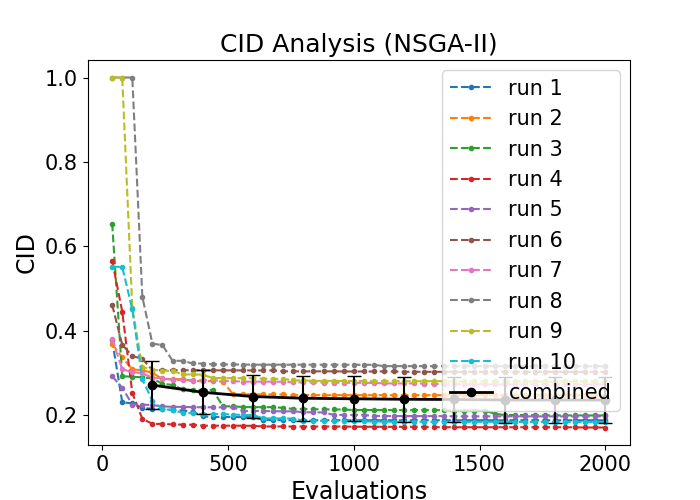 CID Analysis (NSGA-II)
1.0
0.8
0.6
0.4
0.2
CID
run 1
run 2
run 3
run 4
run 5
run 6
run 7
run 8
run 9
run 10
combined
0
500
1000
1500
2000
Evaluations